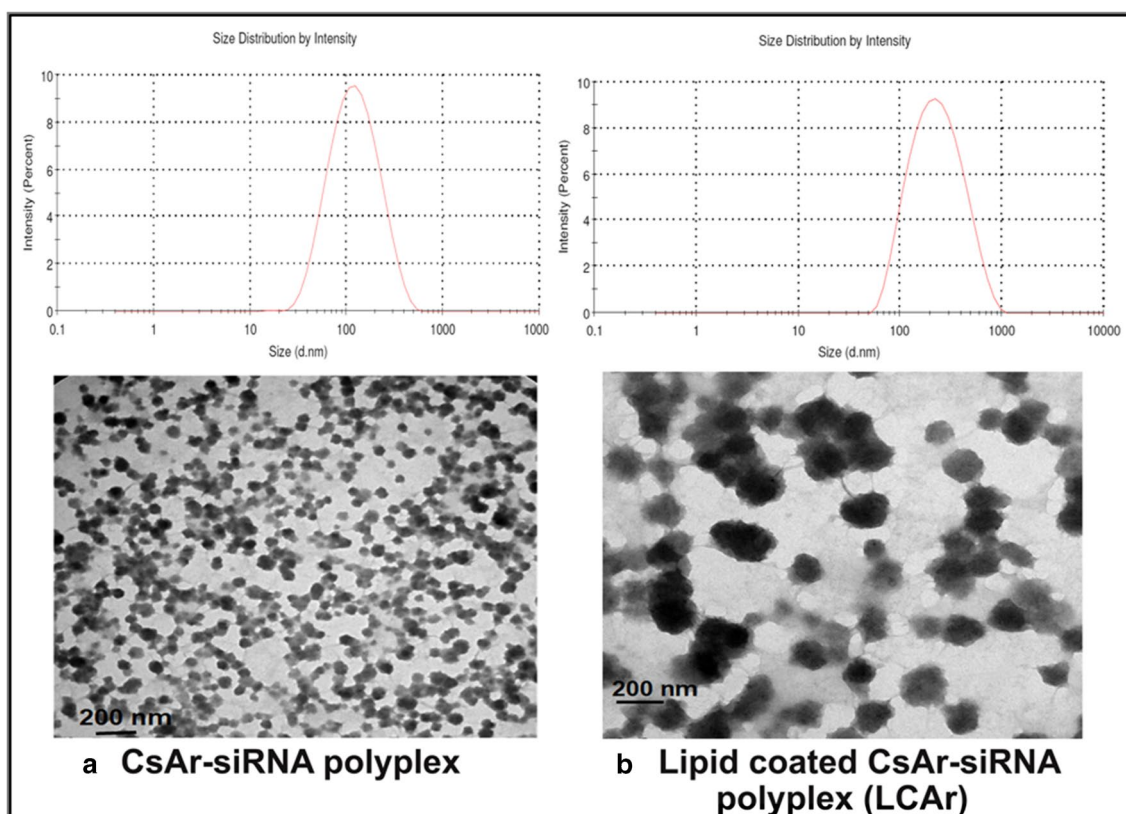 Size Distribution by Intensity
10
8
6
4
2
0
Intensity (Percent)
0.1 1 10 100 1000 1000
Size (d.nm)
Size Distribution by Intensity
10
8
6
4
2
0
Intensity (Percent)
0.1 1 10 100 1000 10000
Size (d.nm)
200 nm
200 nm
a CsAr-siRNA polyplex
b Lipid coated CsAr-siRNA
polyplex (LCAr)